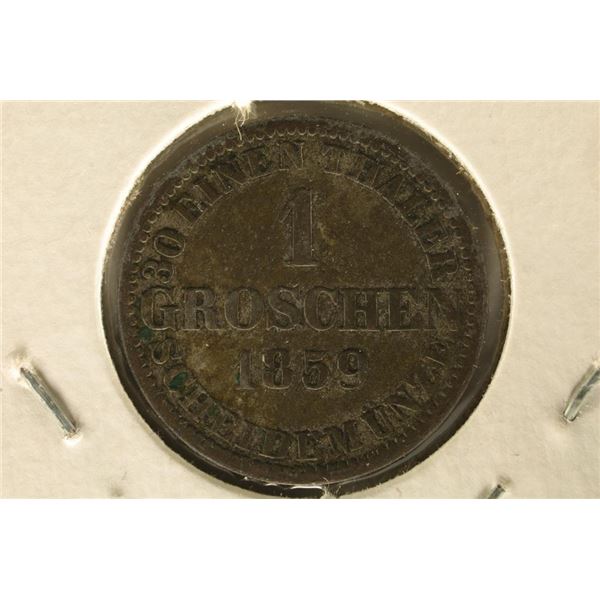 30 EINEN THALER
1
GROSCHEN
1859
SCHEIDEMÜNZE